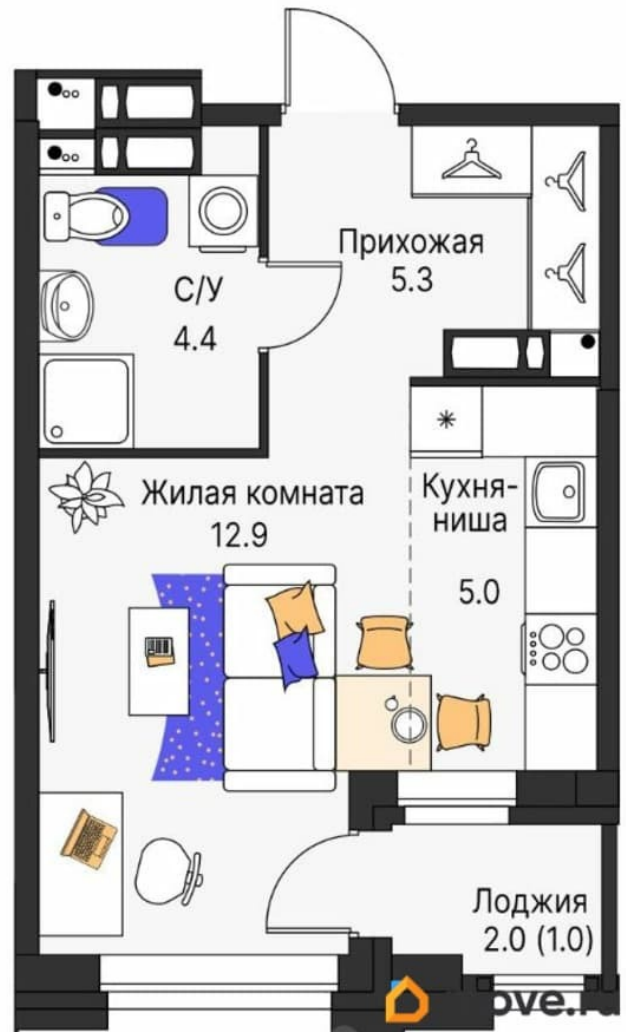 Прихожая
5.3
С/У
4.4
Жилая комната
12.9
Кухня-
ниша
5.0
Лоджия
2.0 (1.0)